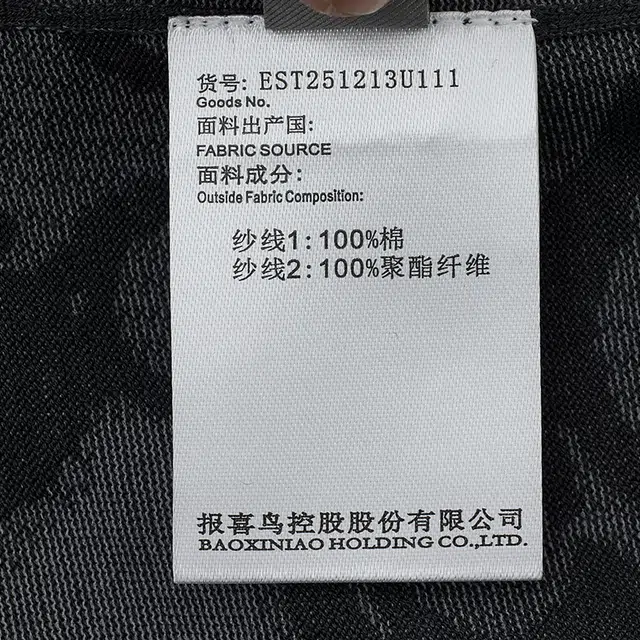 货号: EST251213U111
Goods No.
面料出产国:
FABRIC SOURCE
面料成分:
Outside Fabric Composition:
纱线1:100%棉
纱线2:100%聚酯纤维
报喜鸟控股股份有限公司
BAOXINIAO HOLDING CO.,LTD.